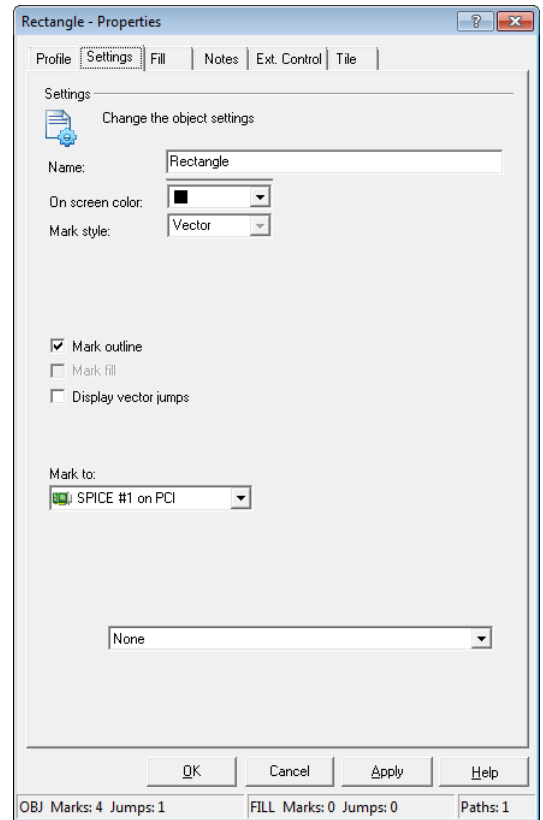 Rectangle - Properties
Profile Settings Fill Notes Ext. Control Tile
Settings
Change the object settings
Name: Rectangle
On screen color:
Mark style: Vector
Mark outline
Mark fill
Display vector jumps
Mark to:
SPICE #1 on PCI
None
OK Cancel Apply Help
OBJ Marks: 4 Jumps: 1 FILL Marks: 0 Jumps: 0 Paths: 1